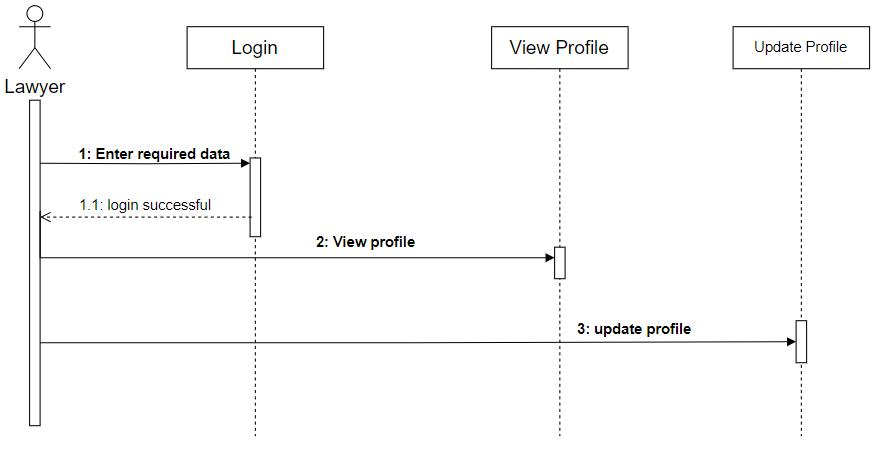 Login
View Profile
Update Profile
Lawyer
1: Enter required data
1.1: login successful
2: View profile
3: update profile